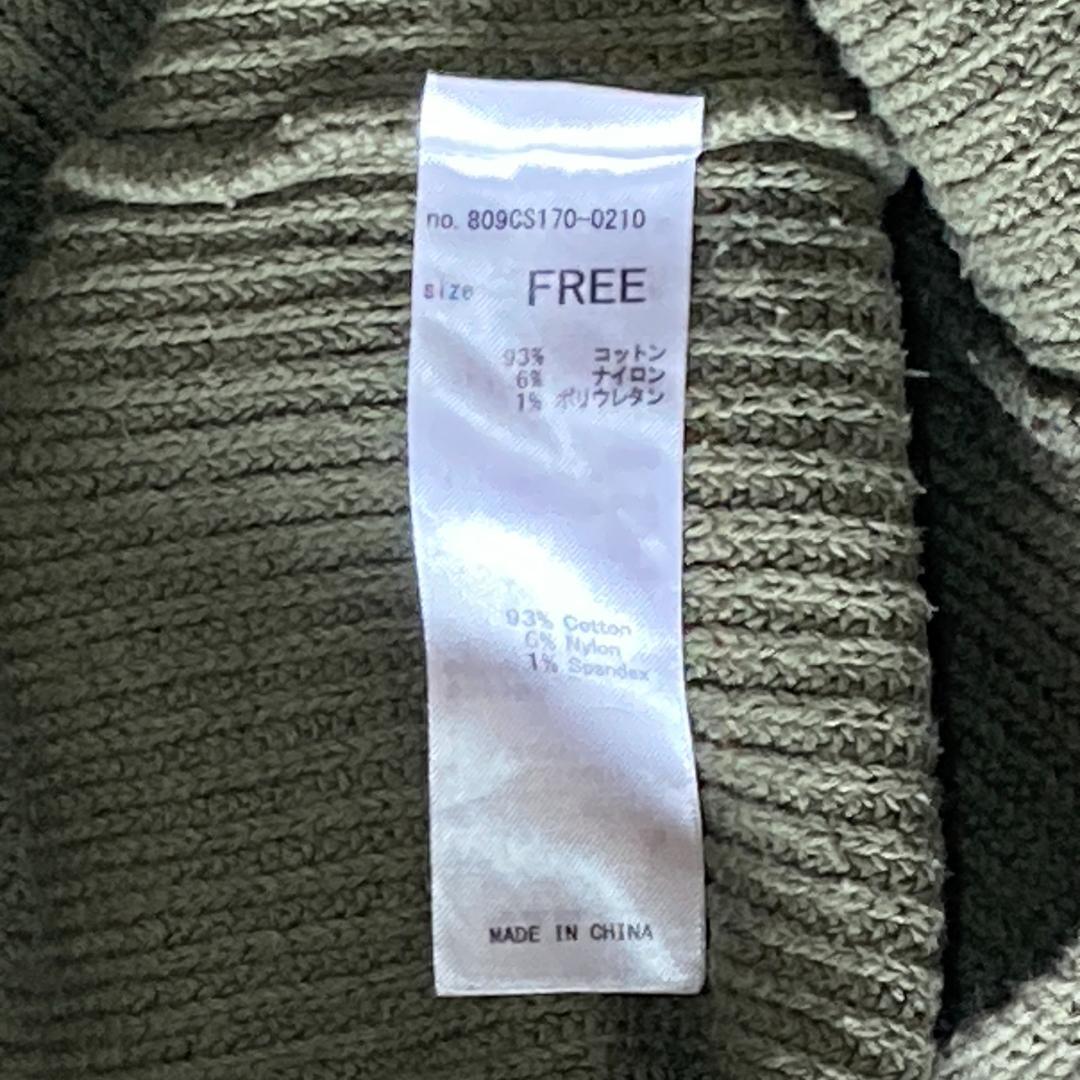 no. 809CS170-0210
size FREE
93% コットン
6% ナイロン
1% ポリウレタン
93% Cotton
6% Nylon
1% Spandex
MADE IN CHINA